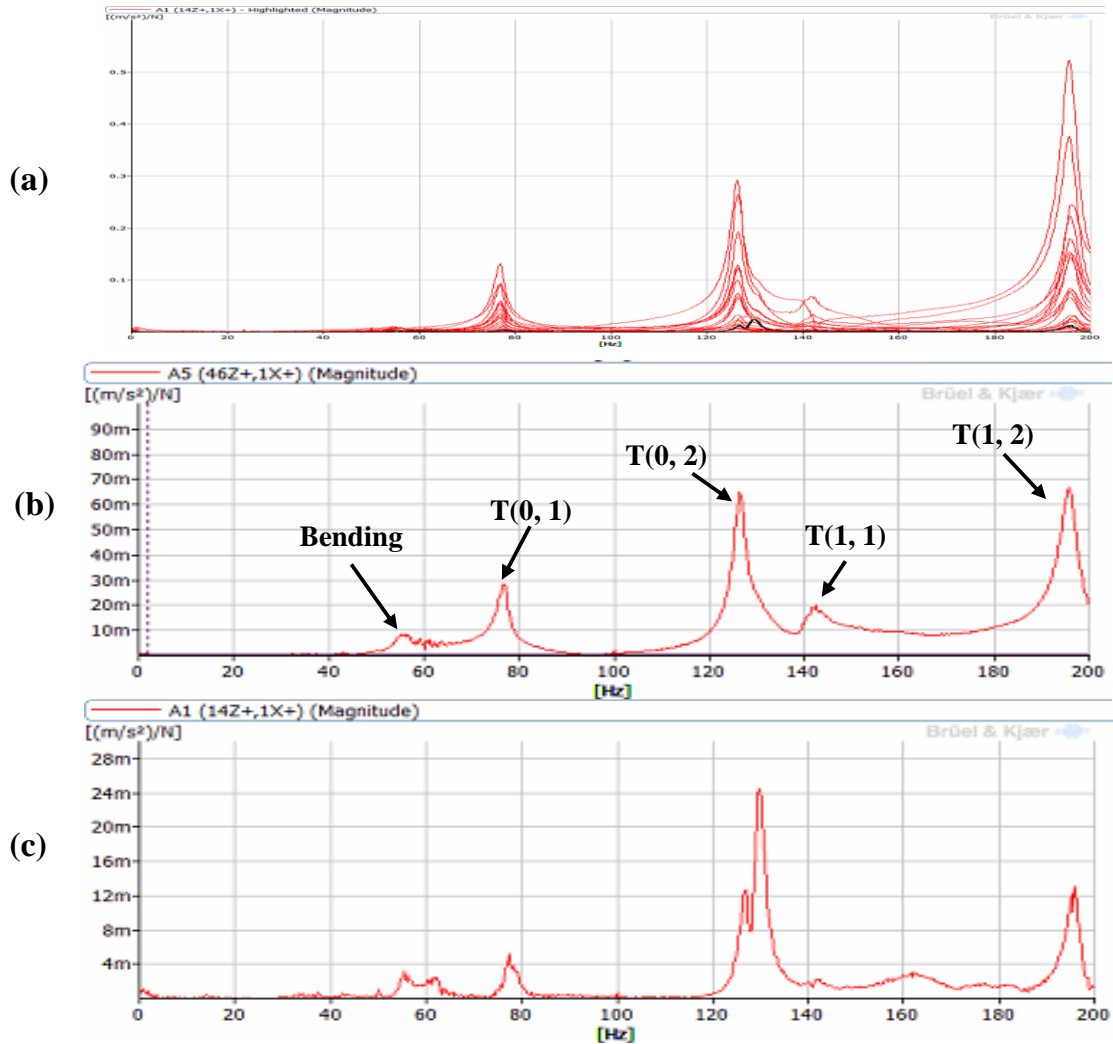 A1 (14Z+,1X+) - Highlighted (Magnitude)
[(m/s²)/N]
Brüel & Kjær
0.5
0.4
0.3
0.2
0.1
(a)
0 20 40 60 80 100 120 140 160 180 200
[Hz]
A5 (46Z+,1X+) (Magnitude)
[(m/s²)/N]
Brüel & Kjær
90m
80m
70m
60m
50m
40m
30m
20m
10m
(b)
Bending
T(0, 1)
T(0, 2)
T(1, 1)
T(1, 2)
0 20 40 60 80 100 120 140 160 180 200
[Hz]
A1 (14Z+,1X+) (Magnitude)
[(m/s²)/N]
Brüel & Kjær
28m
24m
20m
16m
12m
8m
4m
(c)
0 20 40 60 80 100 120 140 160 180 200
[Hz]